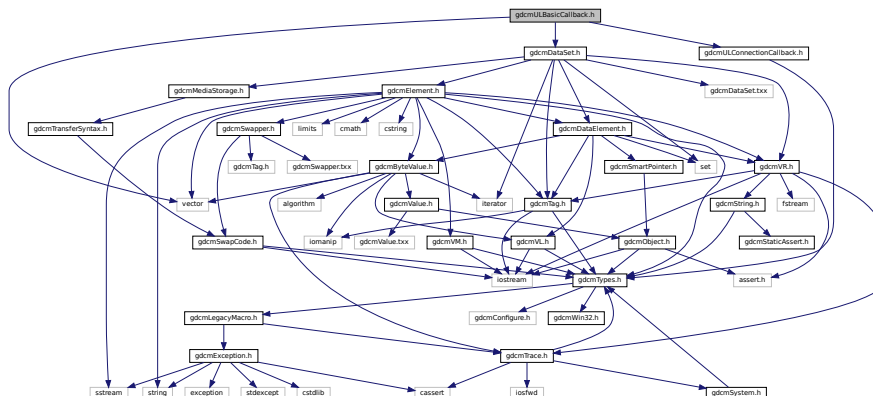 gdcmULBasicCallback.h
gdcmDataSet.h
gdcmULConnectionCallback.h
gdcmMediaStorage.h
gdcmElement.h
gdcmDataSet.txx
gdcmTransferSyntax.h
gdcmSwapper.h
limits
cmath
cstring
gdcmDataElement.h
gdcmTag.h
gdcmSwapper.txx
gdcmByteValue.h
gdcmSmartPointer.h
set
gdcmVR.h
vector
algorithm
gdcmValue.h
iterator
gdcmTag.h
gdcmString.h
fstream
gdcmSwapCode.h
iomanip
gdcmValue.txx
gdcmVM.h
gdcmVL.h
gdcmObject.h
gdcmStaticAssert.h
iostream
gdcmTypes.h
assert.h
gdcmLegacyMacro.h
gdcmConfigure.h
gdcmWin32.h
gdcmException.h
gdcmTrace.h
sstream
string
exception
stdexcept
cstdlib
cassert
iosfwd
gdcmSystem.h